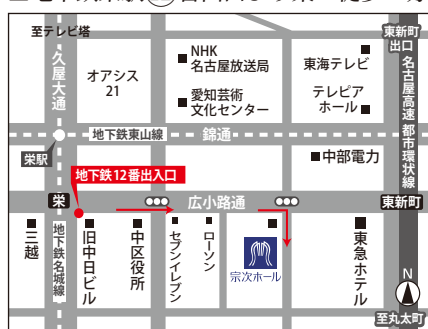 至テレビ塔
東新町
出口
NHK
名古屋放送局
東海テレビ
久屋大通
オアシス
21
愛知芸術
文化センター
テレピア
ホール
名古屋高速 都市環状線
地下鉄東山線
錦通
栄駅
中部電力
地下鉄12番出入口
栄
広小路通
東新町
三越
地下鉄名城線
旧中日ビル
中区役所
セブンイレブン
ローソン
宗次ホール
東急ホテル
N
至丸太町